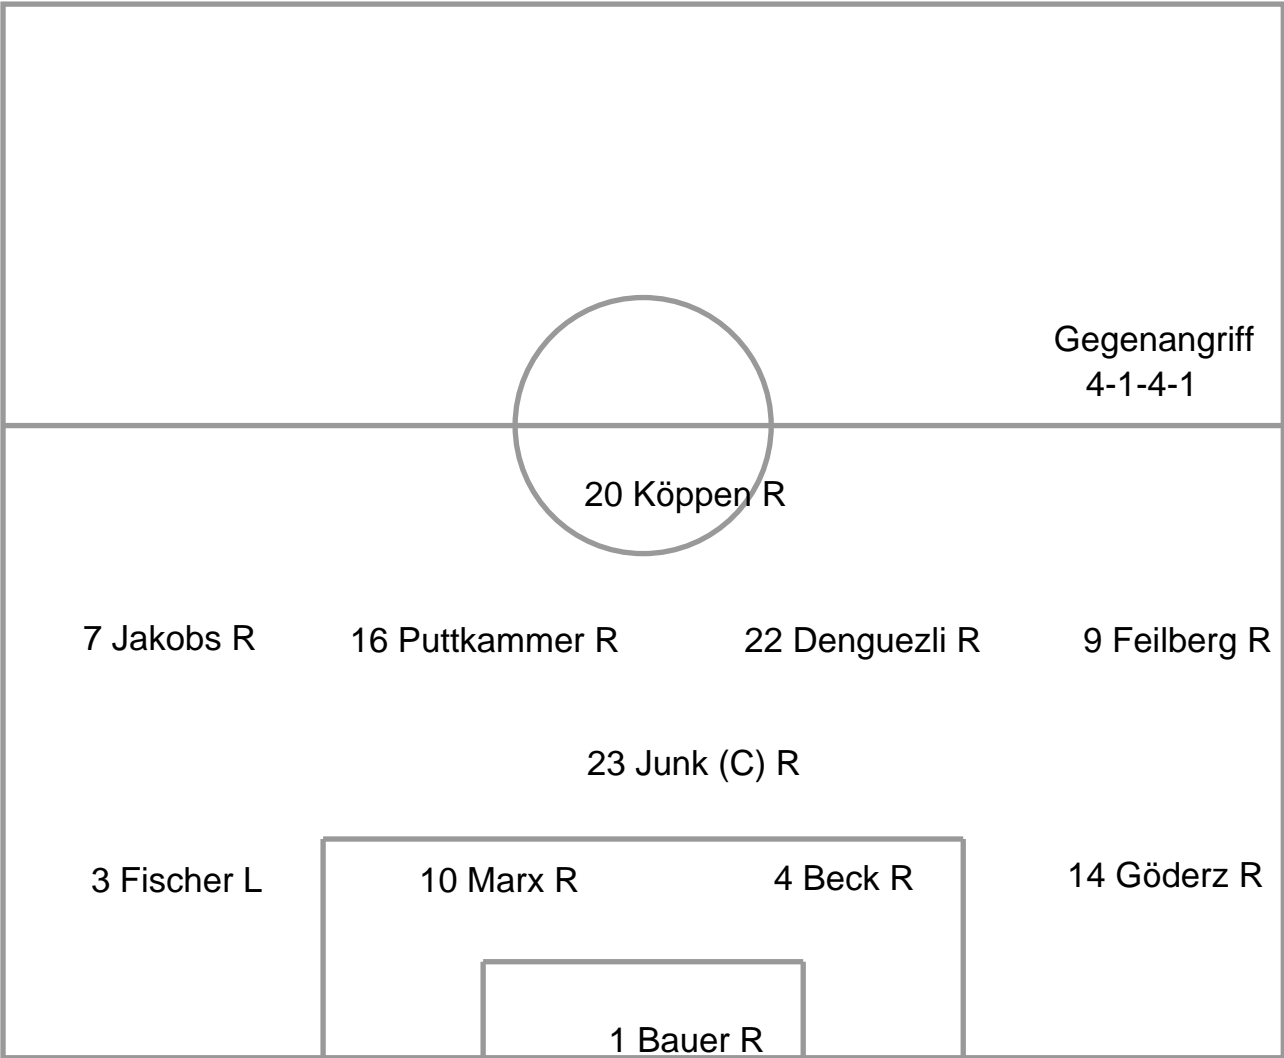 Gegenangriff
4-1-4-1
20 Köppen R
7 Jakobs R
16 Puttkammer R
22 Denguezli R
9 Feilberg R
23 Junk (C) R
3 Fischer L
10 Marx R
4 Beck R
14 Göderz R
1 Bauer R